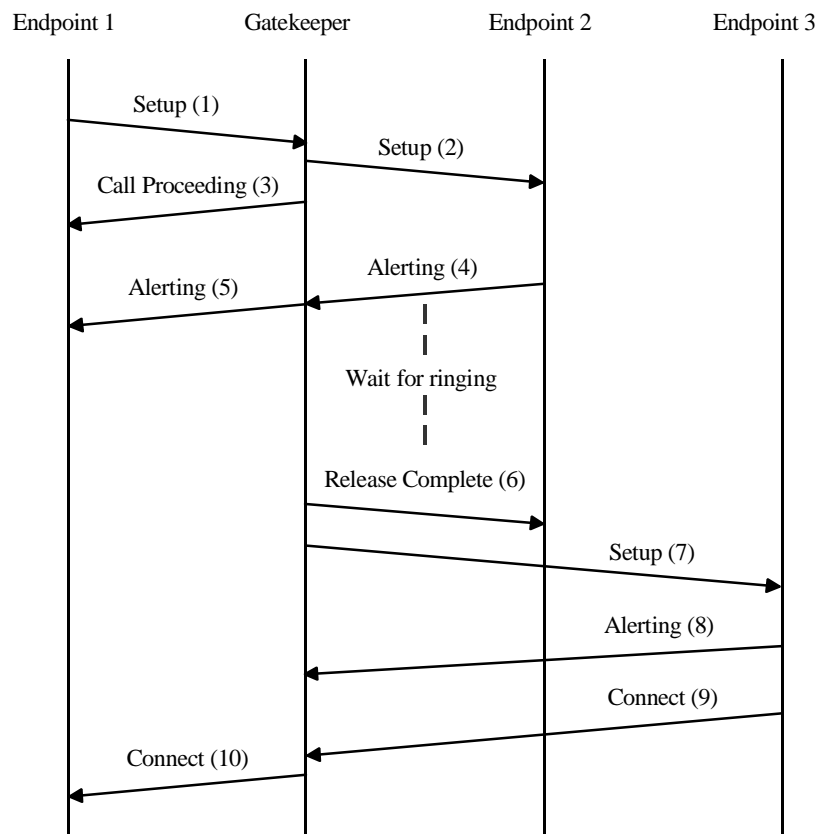 Endpoint 1
Gatekeeper
Endpoint 2
Endpoint 3
Setup (1)
Setup (2)
Call Proceeding (3)
Alerting (4)
Alerting (5)
Wait for ringing
Release Complete (6)
Setup (7)
Alerting (8)
Connect (9)
Connect (10)